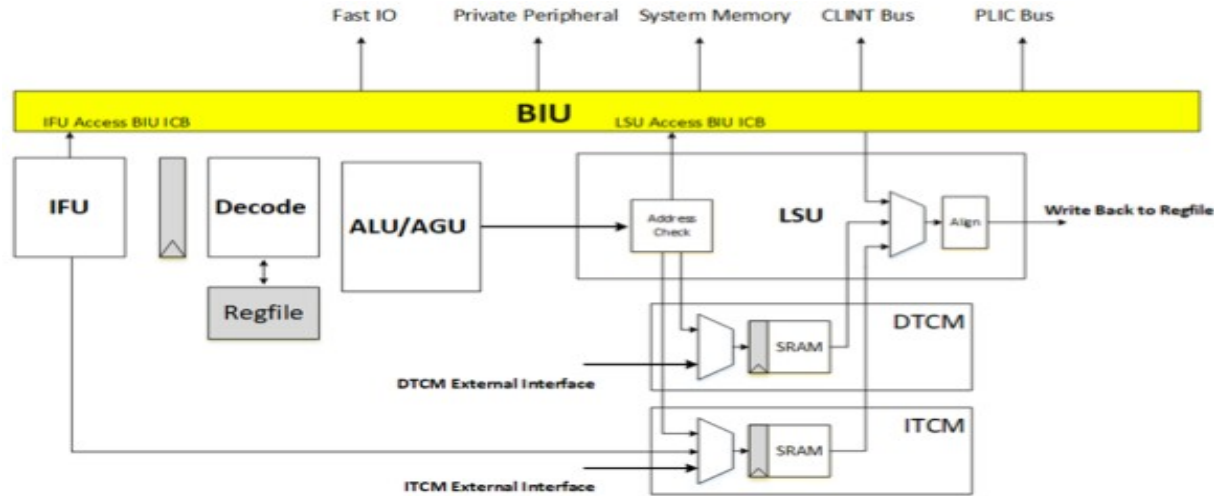 Fast IO
Private Peripheral
System Memory
CLINT Bus
PLIC Bus
BIU
IFU Access BIU ICB
LSU Access BIU ICB
IFU
Decode
ALU/AGU
Address
Check
LSU
Align
Write Back to Regfile
Regfile
DTCM
SRAM
DTCM External Interface
ITCM
SRAM
ITCM External Interface